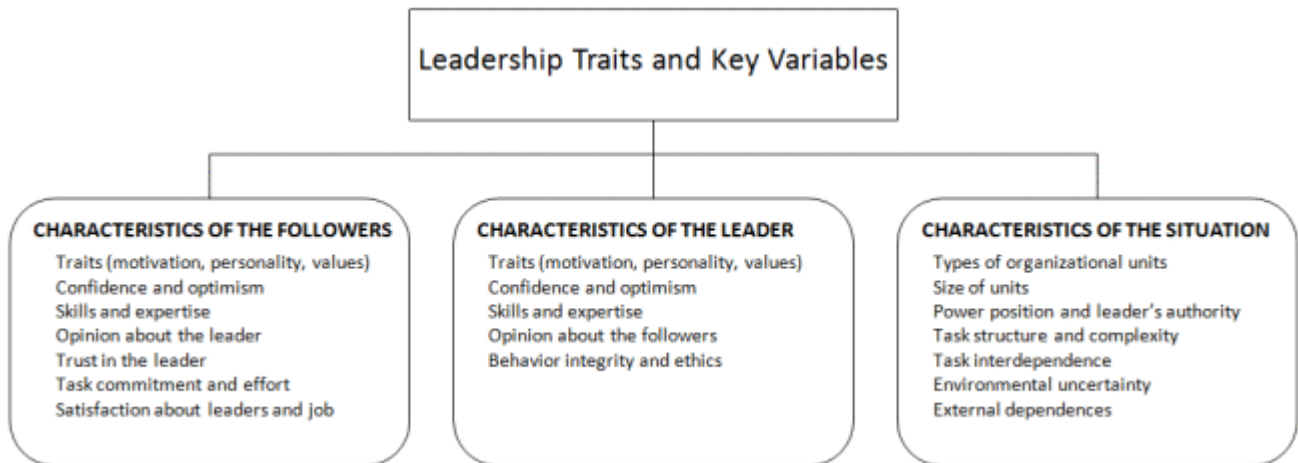 Leadership Traits and Key Variables
CHARACTERISTICS OF THE FOLLOWERS
Traits (motivation, personality, values)
Confidence and optimism
Skills and expertise
Opinion about the leader
Trust in the leader
Task commitment and effort
Satisfaction about leaders and job
CHARACTERISTICS OF THE LEADER
Traits (motivation, personality, values)
Confidence and optimism
Skills and expertise
Opinion about the followers
Behavior integrity and ethics
CHARACTERISTICS OF THE SITUATION
Types of organizational units
Size of units
Power position and leader's authority
Task structure and complexity
Task interdependence
Environmental uncertainty
External dependences